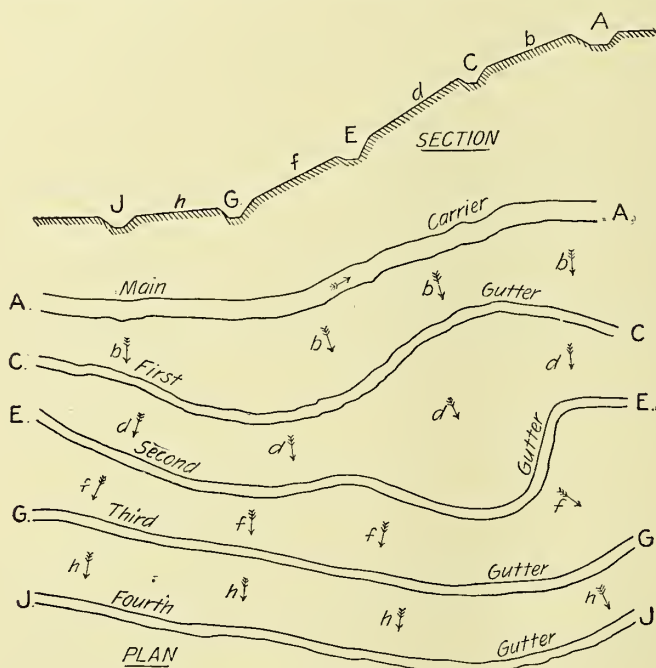 A
b
C
d
SECTION
E
f
J h G.
Carrier A.
A. Main
b b
Gutter
C
b b
C. First
d
E. d d d E.
Second Gutter
f f f f
G. Third G
h h h Gutter h
J. Fourth J
Gutter
PLAN